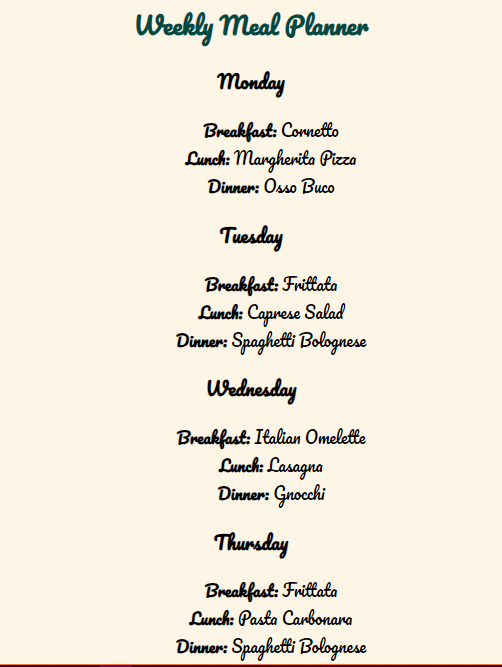 Weekly Meal Planner
Monday
Breakfast: Cornetto
Lunch: Margherita Pizza
Dinner: Osso Buco
Tuesday
Breakfast: Frittata
Lunch: Caprese Salad
Dinner: Spaghetti Bolognese
Wednesday
Breakfast: Italian Omelette
Lunch: Lasagna
Dinner: Gnocchi
Thursday
Breakfast: Frittata
Lunch: Pasta Carbonara
Dinner: Spaghetti Bolognese